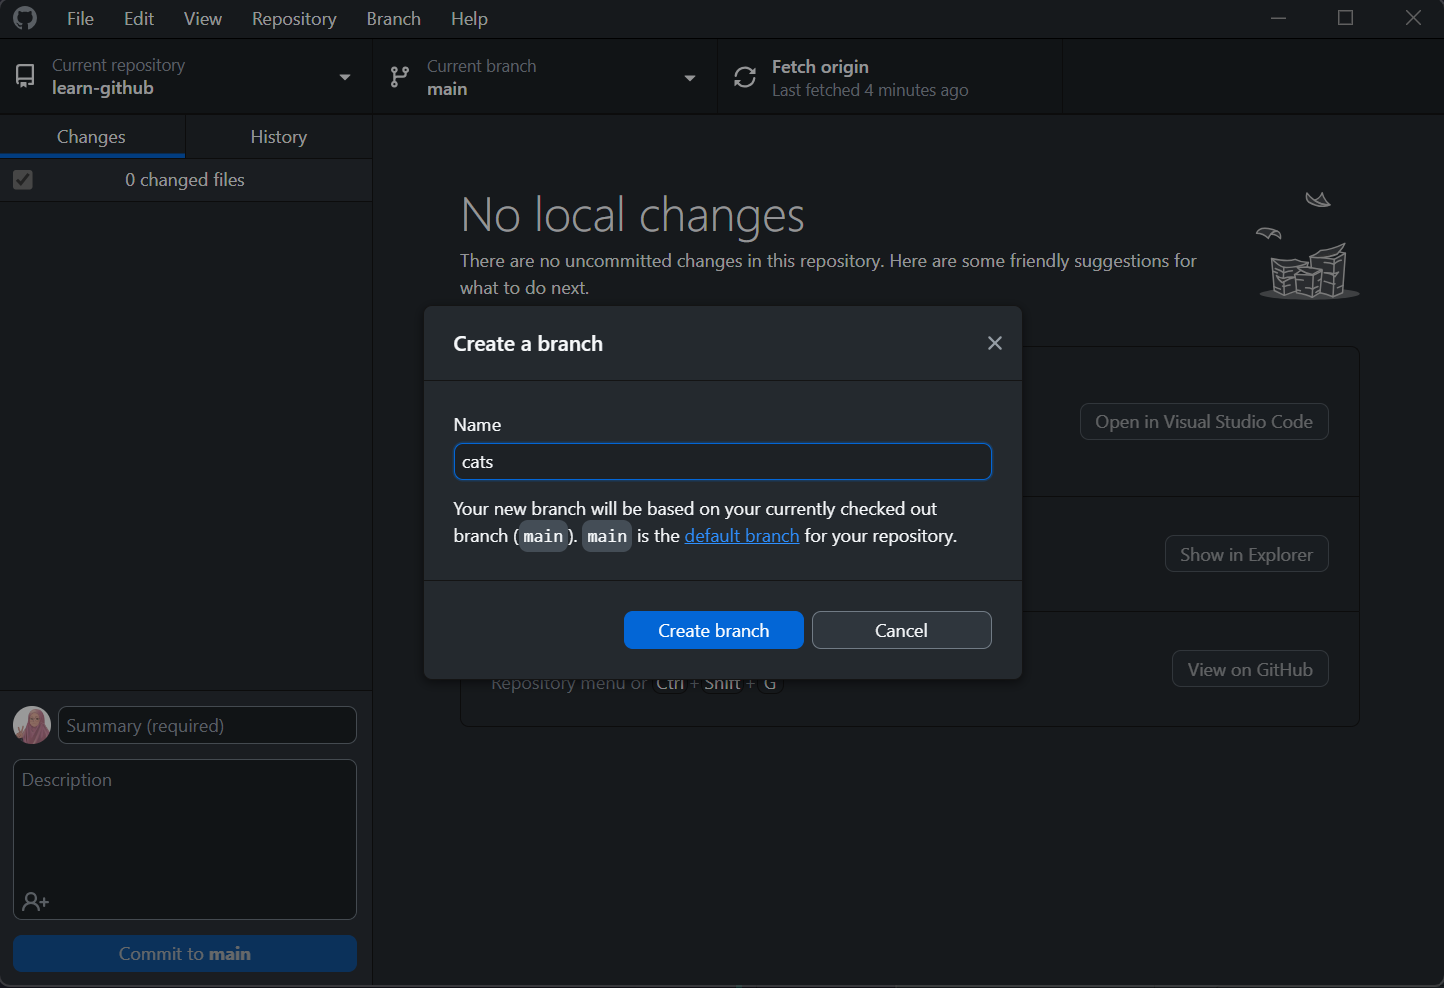 File Edit View Repository Branch Help
Current repository
learn-github
Current branch
main
Fetch origin
Last fetched 4 minutes ago
Changes History
0 changed files
No local changes
There are no uncommitted changes in this repository. Here are some friendly suggestions for
what to do next.
Create a branch
Name
cats
Your new branch will be based on your currently checked out
branch (main). main is the default branch for your repository.
Create branch Cancel
Open in Visual Studio Code
Show in Explorer
View on GitHub
Repository menu or Ctrl + Shift + G
Summary (required)
Description
Commit to main